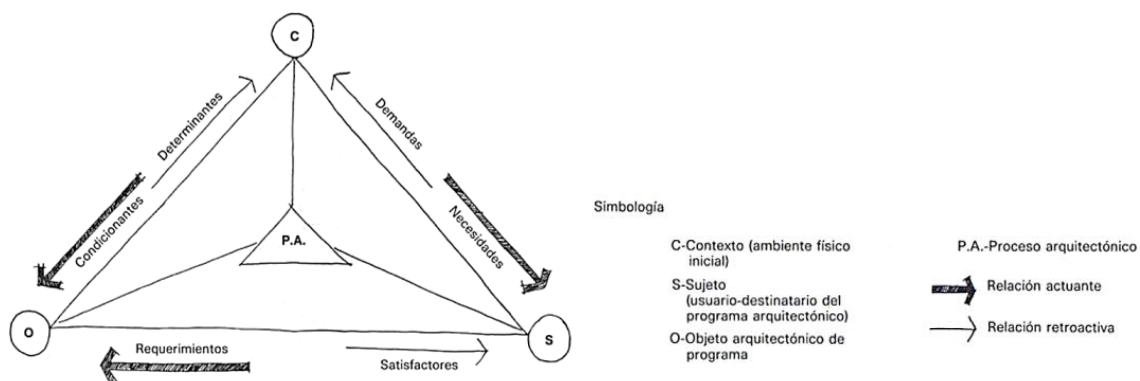 C
Determinantes
Demandas
Condicionantes
Necesidades
P.A.
O
S
Requerimientos
Satisfactores
Simbología
C-Contexto (ambiente físico
inicial)
S-Sujeto
(usuario-destinatario del
programa arquitectónico)
O-Objeto arquitectónico de
programa
P.A.-Proceso arquitectónico
Relación actuante
Relación retroactiva